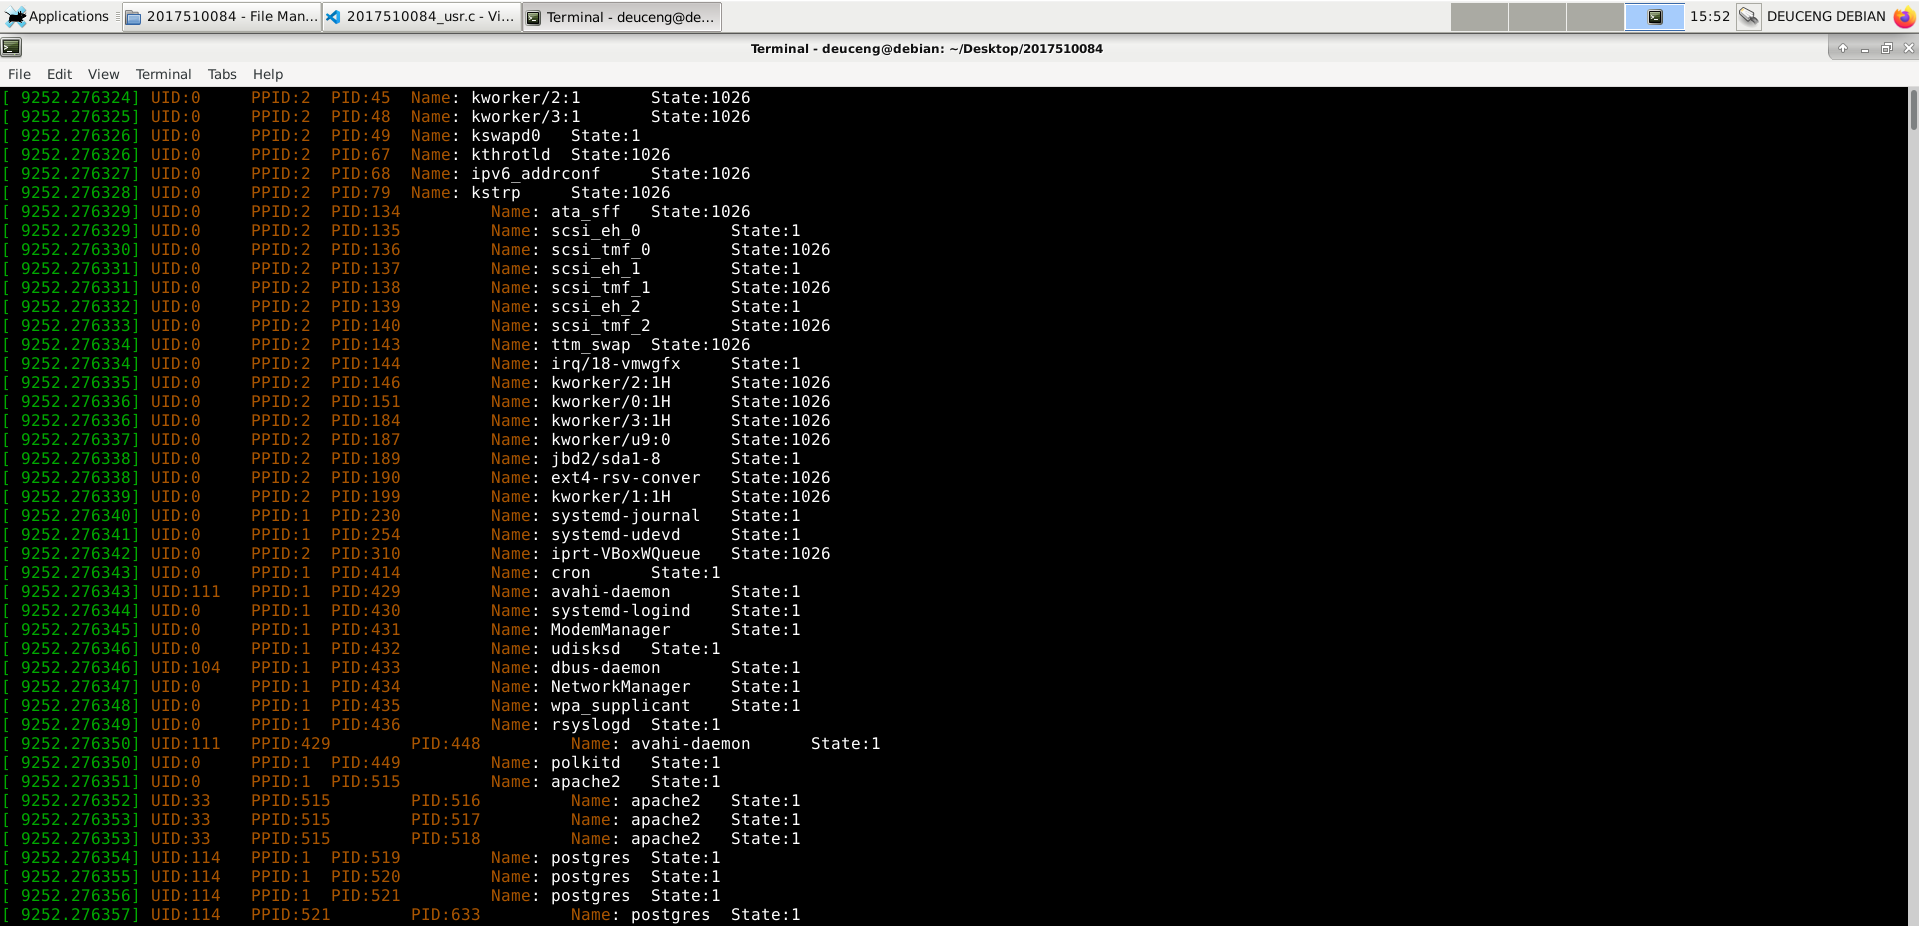 Applications 2017510084 - File Man... 2017510084_usr.c - Vi... Terminal - deuceng@de... 15:52 DEUCENG DEBIAN
Terminal - deuceng@debian: ~/Desktop/2017510084
File Edit View Terminal Tabs Help
[ 9252.276324] UID:0 PPID:2 PID:45 Name: kworker/2:1 State:1026
[ 9252.276325] UID:0 PPID:2 PID:48 Name: kworker/3:1 State:1026
[ 9252.276326] UID:0 PPID:2 PID:49 Name: kswapd0 State:1
[ 9252.276326] UID:0 PPID:2 PID:67 Name: kthrotld State:1026
[ 9252.276327] UID:0 PPID:2 PID:68 Name: ipv6_addrconf State:1026
[ 9252.276328] UID:0 PPID:2 PID:79 Name: kstrp State:1026
[ 9252.276329] UID:0 PPID:2 PID:134 Name: ata_sff State:1026
[ 9252.276329] UID:0 PPID:2 PID:135 Name: scsi_eh_0 State:1
[ 9252.276330] UID:0 PPID:2 PID:136 Name: scsi_tmf_0 State:1026
[ 9252.276331] UID:0 PPID:2 PID:137 Name: scsi_eh_1 State:1
[ 9252.276331] UID:0 PPID:2 PID:138 Name: scsi_tmf_1 State:1026
[ 9252.276332] UID:0 PPID:2 PID:139 Name: scsi_eh_2 State:1
[ 9252.276333] UID:0 PPID:2 PID:140 Name: scsi_tmf_2 State:1026
[ 9252.276334] UID:0 PPID:2 PID:143 Name: ttm_swap State:1026
[ 9252.276334] UID:0 PPID:2 PID:144 Name: irq/18-vmwgfx State:1
[ 9252.276335] UID:0 PPID:2 PID:146 Name: kworker/2:1H State:1026
[ 9252.276336] UID:0 PPID:2 PID:151 Name: kworker/0:1H State:1026
[ 9252.276336] UID:0 PPID:2 PID:184 Name: kworker/3:1H State:1026
[ 9252.276337] UID:0 PPID:2 PID:187 Name: kworker/u9:0 State:1026
[ 9252.276338] UID:0 PPID:2 PID:189 Name: jbd2/sda1-8 State:1
[ 9252.276338] UID:0 PPID:2 PID:190 Name: ext4-rsv-conver State:1026
[ 9252.276339] UID:0 PPID:2 PID:199 Name: kworker/1:1H State:1026
[ 9252.276340] UID:0 PPID:1 PID:230 Name: systemd-journal State:1
[ 9252.276341] UID:0 PPID:1 PID:254 Name: systemd-udevd State:1
[ 9252.276342] UID:0 PPID:2 PID:310 Name: iprt-VBoxWQueue State:1026
[ 9252.276343] UID:0 PPID:1 PID:414 Name: cron State:1
[ 9252.276343] UID:111 PPID:1 PID:429 Name: avahi-daemon State:1
[ 9252.276344] UID:0 PPID:1 PID:430 Name: systemd-logind State:1
[ 9252.276345] UID:0 PPID:1 PID:431 Name: ModemManager State:1
[ 9252.276346] UID:0 PPID:1 PID:432 Name: udisksd State:1
[ 9252.276346] UID:104 PPID:1 PID:433 Name: dbus-daemon State:1
[ 9252.276347] UID:0 PPID:1 PID:434 Name: NetworkManager State:1
[ 9252.276348] UID:0 PPID:1 PID:435 Name: wpa_supplicant State:1
[ 9252.276349] UID:0 PPID:1 PID:436 Name: rsyslogd State:1
[ 9252.276350] UID:111 PPID:429 PID:448 Name: avahi-daemon State:1
[ 9252.276350] UID:0 PPID:1 PID:449 Name: polkitd State:1
[ 9252.276351] UID:0 PPID:1 PID:515 Name: apache2 State:1
[ 9252.276352] UID:33 PPID:515 PID:516 Name: apache2 State:1
[ 9252.276353] UID:33 PPID:515 PID:517 Name: apache2 State:1
[ 9252.276353] UID:33 PPID:515 PID:518 Name: apache2 State:1
[ 9252.276354] UID:114 PPID:1 PID:519 Name: postgres State:1
[ 9252.276355] UID:114 PPID:1 PID:520 Name: postgres State:1
[ 9252.276356] UID:114 PPID:1 PID:521 Name: postgres State:1
[ 9252.276357] UID:114 PPID:521 PID:633 Name: postgres State:1